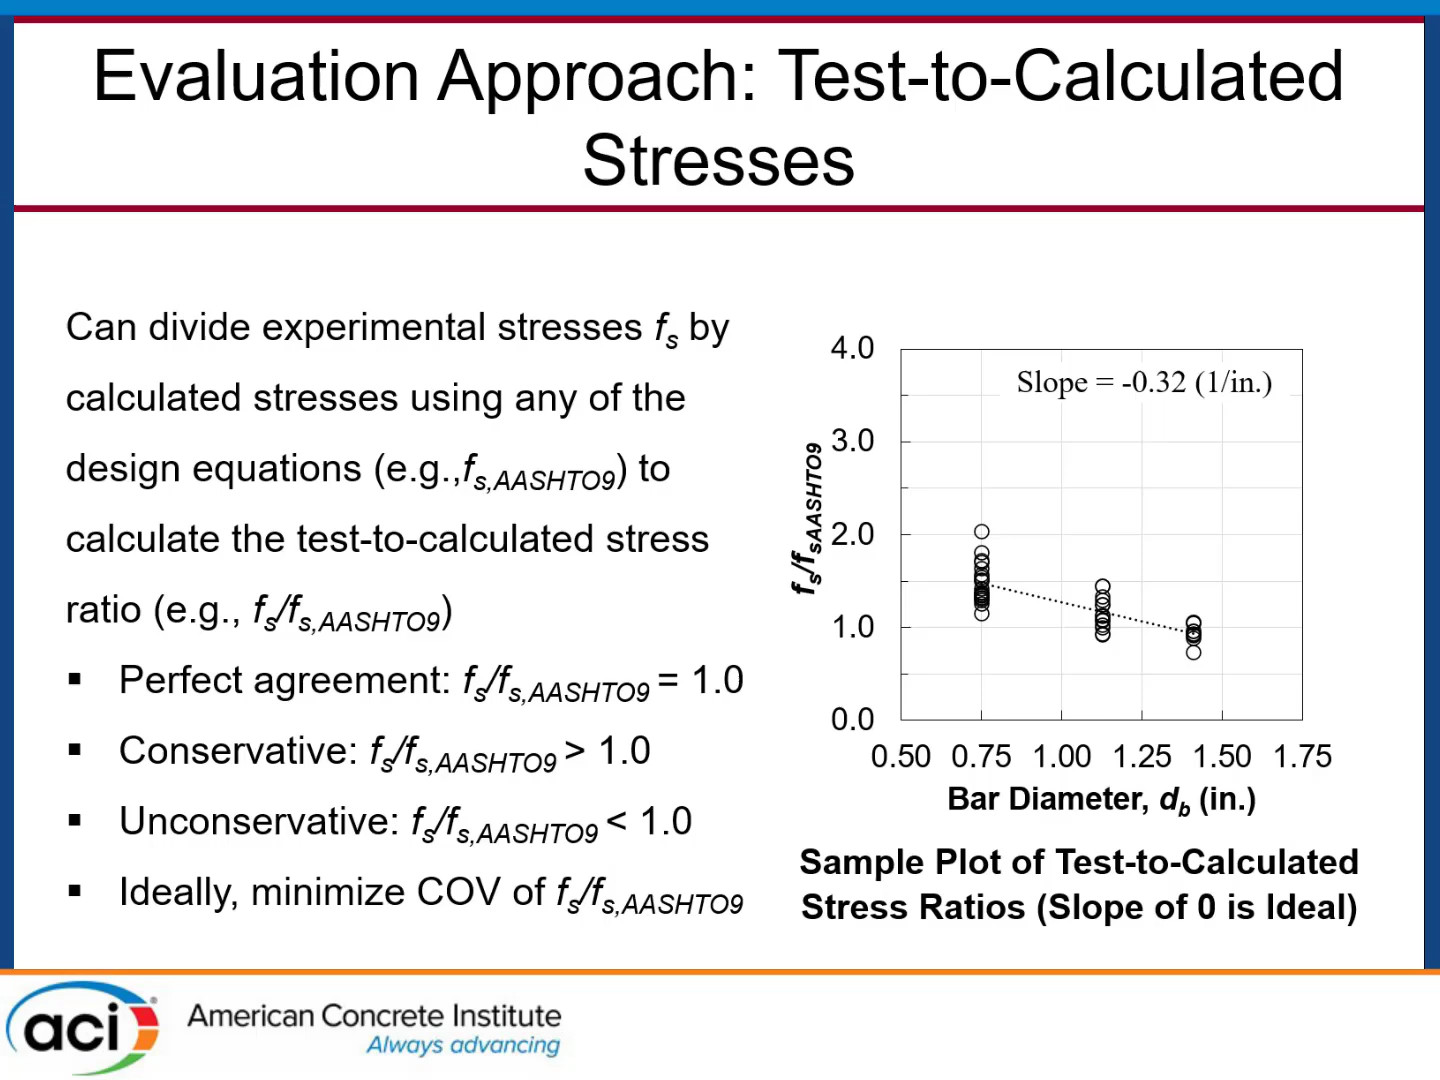 Evaluation Approach: Test-to-Calculated
Stresses
Can divide experimental stresses fs by
calculated stresses using any of the
design equations (e.g.,fs,AASHTO9) to
calculate the test-to-calculated stress
ratio (e.g., fs/fs,AASHTO9)
▪ Perfect agreement: fs/fs,AASHTO9 = 1.0
▪ Conservative: fs/fs,AASHTO9 > 1.0
▪ Unconservative: fs/fs,AASHTO9 < 1.0
▪ Ideally, minimize COV of fs/fs,AASHTO9
Slope = -0.32 (1/in.)
fs/fsAASHTO9
4.0
3.0
2.0
1.0
0.0
0.50 0.75 1.00 1.25 1.50 1.75
Bar Diameter, db (in.)
Sample Plot of Test-to-Calculated
Stress Ratios (Slope of 0 is Ideal)
aci
American Concrete Institute
Always advancing